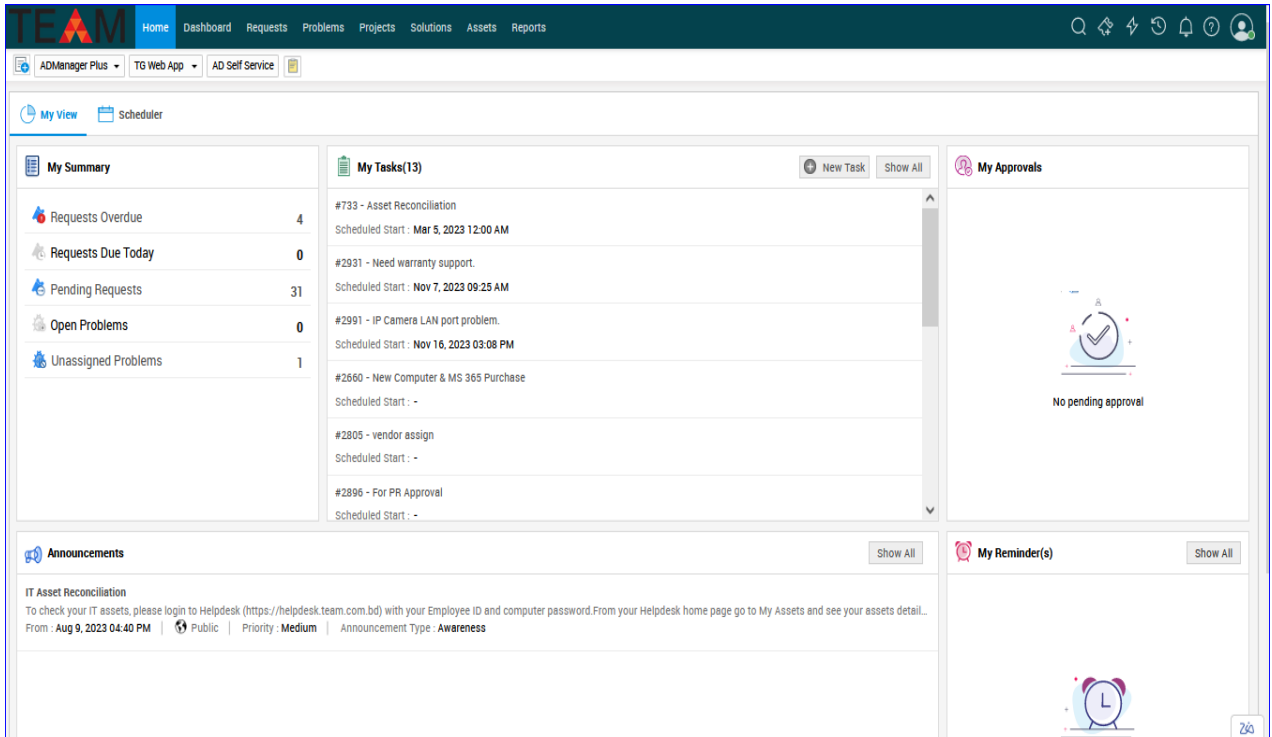 TEAM
Home Dashboard Requests Problems Projects Solutions Assets Reports
ADManager Plus TG Web App AD Self Service
My View Scheduler
My Summary
Requests Overdue 4
Requests Due Today 0
Pending Requests 31
Open Problems 0
Unassigned Problems 1
My Tasks(13) New Task Show All
#733 - Asset Reconciliation
Scheduled Start : Mar 5, 2023 12:00 AM
#2931 - Need warranty support.
Scheduled Start : Nov 7, 2023 09:25 AM
#2991 - IP Camera LAN port problem.
Scheduled Start : Nov 16, 2023 03:08 PM
#2660 - New Computer & MS 365 Purchase
Scheduled Start : -
#2805 - vendor assign
Scheduled Start : -
#2896 - For PR Approval
Scheduled Start : -
My Approvals
No pending approval
Announcements Show All
IT Asset Reconciliation
To check your IT assets, please login to Helpdesk (https://helpdesk.team.com.bd) with your Employee ID and computer password.From your Helpdesk home page go to My Assets and see your assets detail...
From : Aug 9, 2023 04:40 PM | Public | Priority : Medium | Announcement Type : Awareness
My Reminder(s) Show All